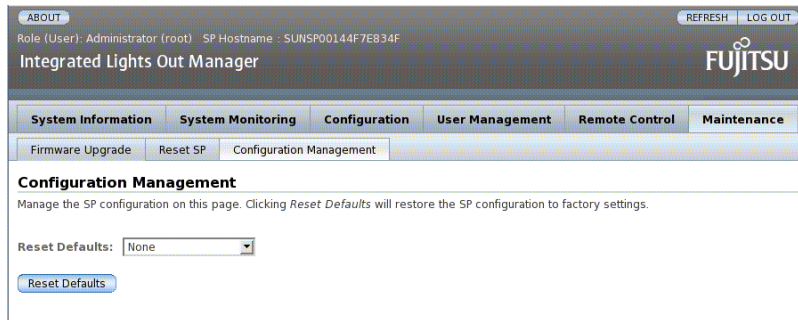 ABOUT
REFRESH LOG OUT
Role (User): Administrator (root) SP Hostname : SUNSP00144F7E834F
Integrated Lights Out Manager
FUJITSU
System Information System Monitoring Configuration User Management Remote Control Maintenance
Firmware Upgrade Reset SP Configuration Management
Configuration Management
Manage the SP configuration on this page. Clicking Reset Defaults will restore the SP configuration to factory settings.
Reset Defaults: None
Reset Defaults